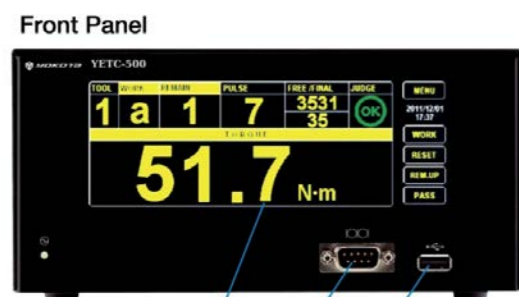 Front Panel
YOKOTA YETC-500
TOOL WORK REMAIN PULSE FREE /FINAL JUDGE
1 a 1 7 3531 OK
35
TORQUE
51.7 N·m
MENU
2011/12/01
17:37
WORK
RESET
REM.UP
PASS